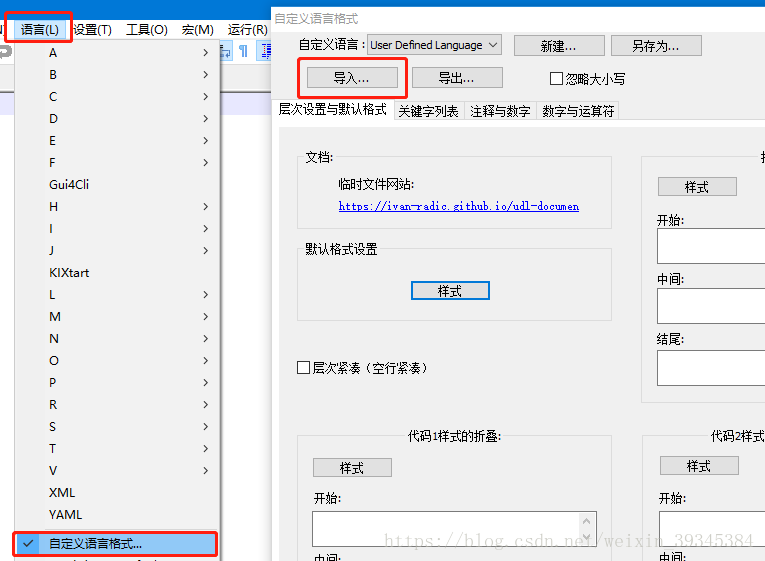 语言(L) 设置(T) 工具(O) 宏(M) 运行(R)
A
B
C
D
E
F
Gui4Cli
H
I
J
KIXtart
L
M
N
O
P
R
S
T
V
XML
YAML
自定义语言格式...
自定义语言格式
自定义语言： User Defined Language 新建... 另存为...
导入... 导出... 忽略大小写
层次设置与默认格式 关键字列表 注释与数字 数字与运算符
文档:
临时文件网站:
https://ivan-radic.github.io/udl-documen
默认格式设置
样式
层次紧凑（空行紧凑）
样式
开始:
中间:
结尾:
代码1样式的折叠:
样式
开始:
中间:
代码2样式
样式
开始:
中间:
https://blog.csdn.net/weixin_39345384